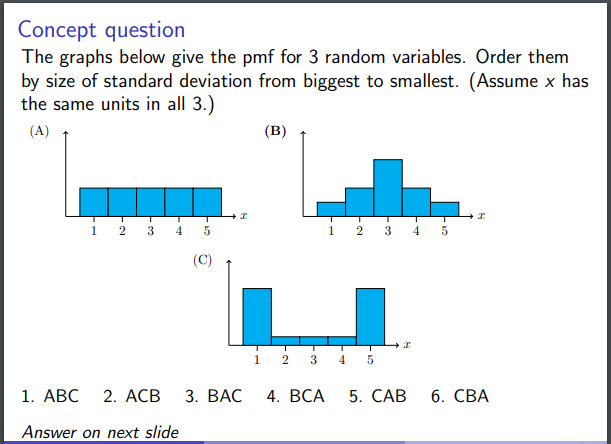 Concept question
The graphs below give the pmf for 3 random variables. Order them
by size of standard deviation from biggest to smallest. (Assume x has
the same units in all 3.)
(A) (B)
x x
1 2 3 4 5 1 2 3 4 5
(C)
x
1 2 3 4 5
1. ABC 2. ACB 3. BAC 4. BCA 5. CAB 6. CBA
Answer on next slide